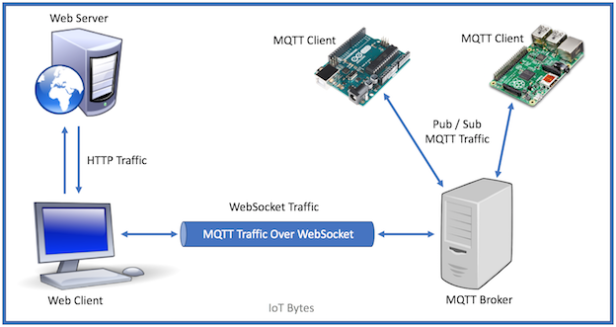 Web Server
MQTT Client
MQTT Client
Pub / Sub
MQTT Traffic
HTTP Traffic
WebSocket Traffic
MQTT Traffic Over WebSocket
Web Client
MQTT Broker
IoT Bytes